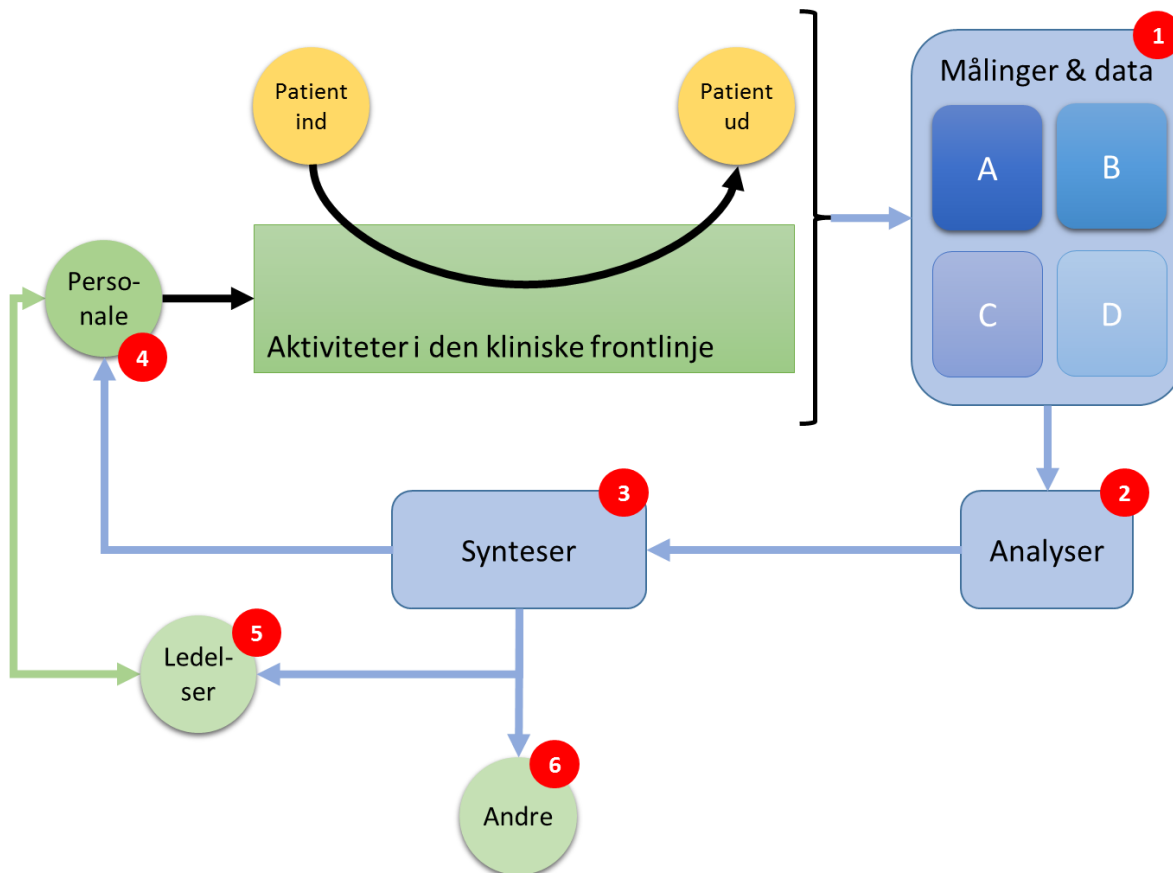 1
Målinger & data
Patient
ind
Patient
ud
A
B
Perso-
nale
4
C
D
Aktiviteter i den kliniske frontlinje
3
2
Synteser
Analyser
5
Ledel-
ser
6
Andre